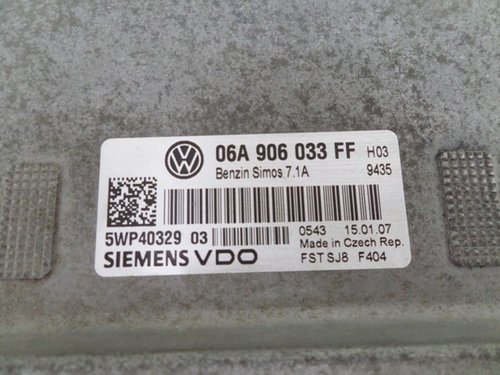 06A 906 033 FF H03
Benzin Simos 7.1A 9435
5WP40329 03 0543 15.01.07
Made in Czech Rep.
SIEMENS VDO FST SJ8 F404